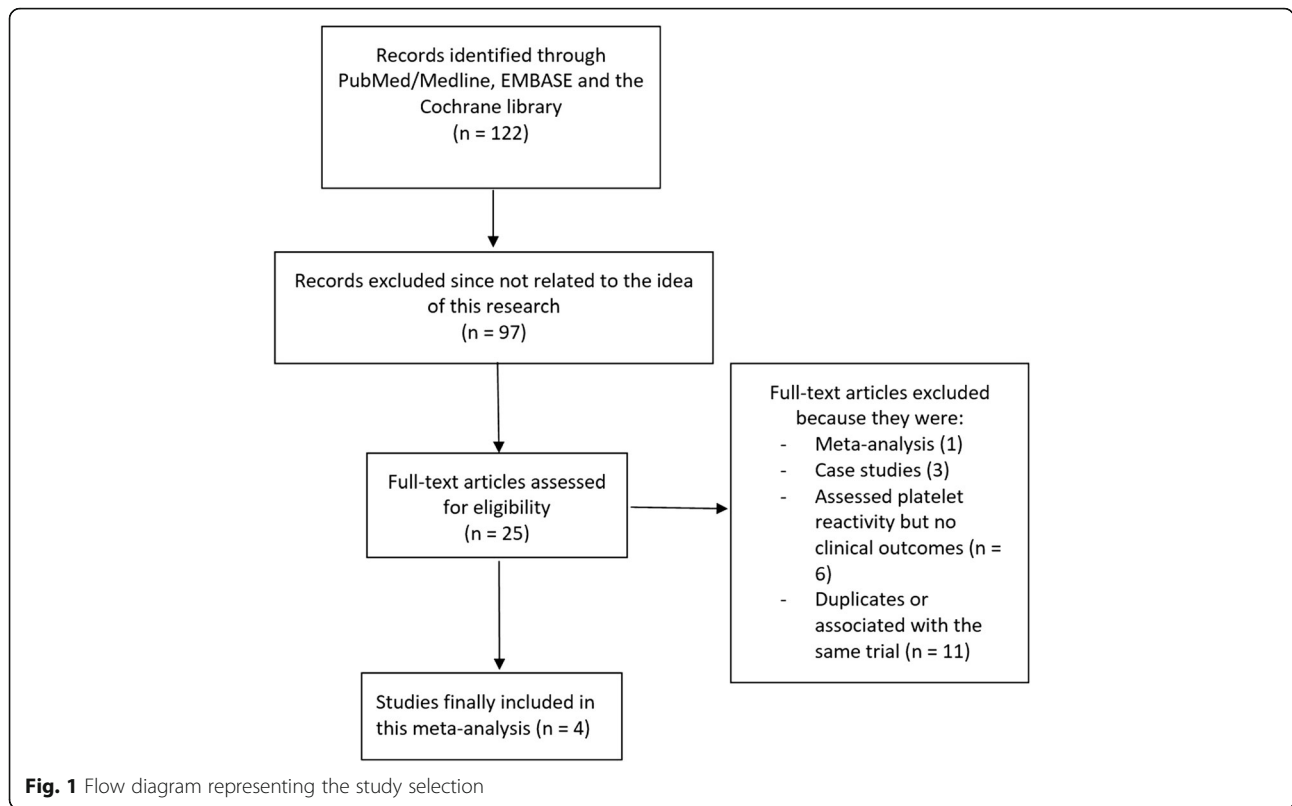 Records identified through
PubMed/Medline, EMBASE and the
Cochrane library
(n = 122)
Records excluded since not related to the idea
of this research
(n = 97)
Full-text articles assessed
for eligibility
(n = 25)
Full-text articles excluded
because they were:
- Meta-analysis (1)
- Case studies (3)
- Assessed platelet
reactivity but no
clinical outcomes (n =
6)
- Duplicates or
associated with the
same trial (n = 11)
Studies finally included in
this meta-analysis (n = 4)
Fig. 1 Flow diagram representing the study selection